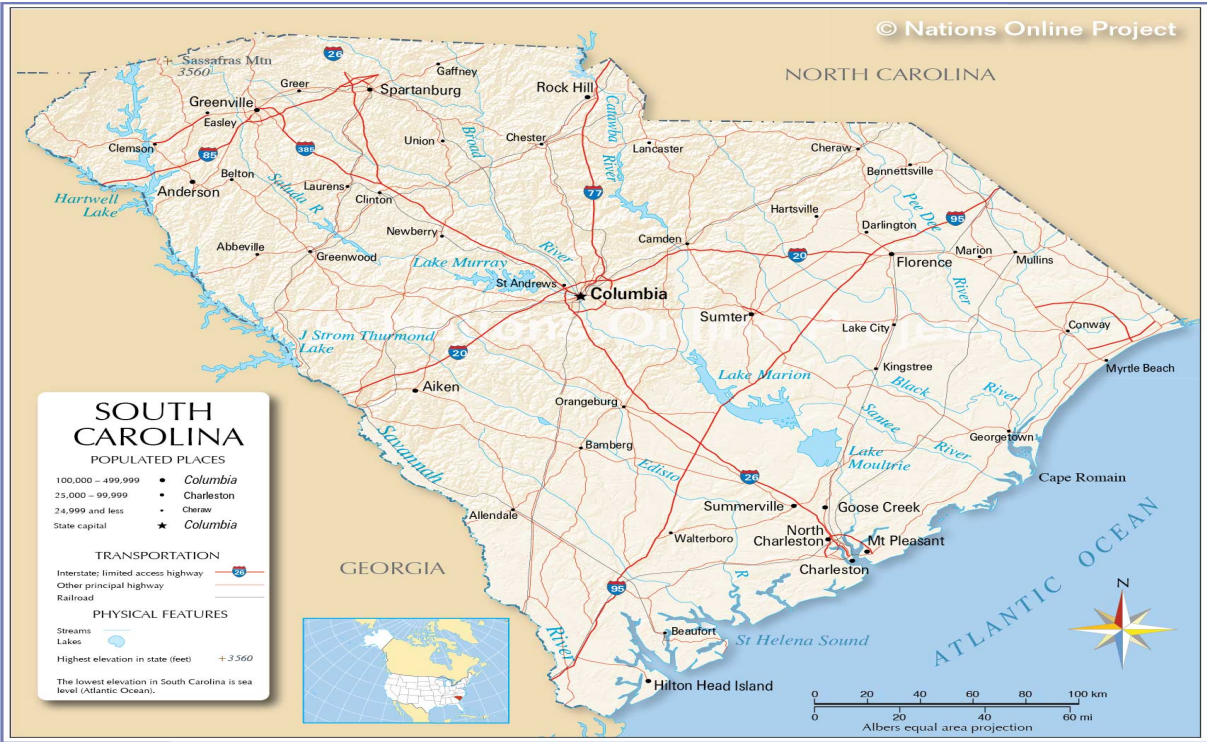 © Nations Online Project
NORTH CAROLINA
26
Sassafras Mtn
3560
Gaffney
Greer
Spartanburg
Rock Hill
Greenville
Easley
Catawba
River
Broad
River
Union
Chester
Lancaster
Cheraw
Clemson
85
385
Bennettsville
Belton
Anderson
Laurens
Clinton
77
Hartwell
Lake
Saluda R
Pee Dee
River
Hartsville
95
Darlington
Newberry
Camden
Abbeville
Greenwood
Lake Murray
20
Florence
Marion
Mullins
St Andrews
Columbia
Sumter
Lake City
Conway
J Strom Thurmond
Lake
20
Kingstree
Myrtle Beach
Lake Marion
Aiken
Black
River
Orangeburg
Santee
River
Georgetown
Bamberg
Lake
Moultrie
Savannah
River
Edisto
R
26
Cape Romain
Summerville
Goose Creek
Allendale
North
Charleston
Mt Pleasant
Walterboro
Charleston
GEORGIA
95
ATLANTIC OCEAN
Beaufort
St Helena Sound
Hilton Head Island
N
0 20 40 60 80 100 km
0 20 40 60 mi
Albers equal area projection
SOUTH
CAROLINA
POPULATED PLACES
100,000 – 499,999 Columbia
25,000 – 99,999 Charleston
24,999 and less Cheraw
State capital Columbia
TRANSPORTATION
Interstate; limited access highway 26
Other principal highway
Railroad
PHYSICAL FEATURES
Streams
Lakes
Highest elevation in state (feet) +3560
The lowest elevation in South Carolina is sea
level (Atlantic Ocean).